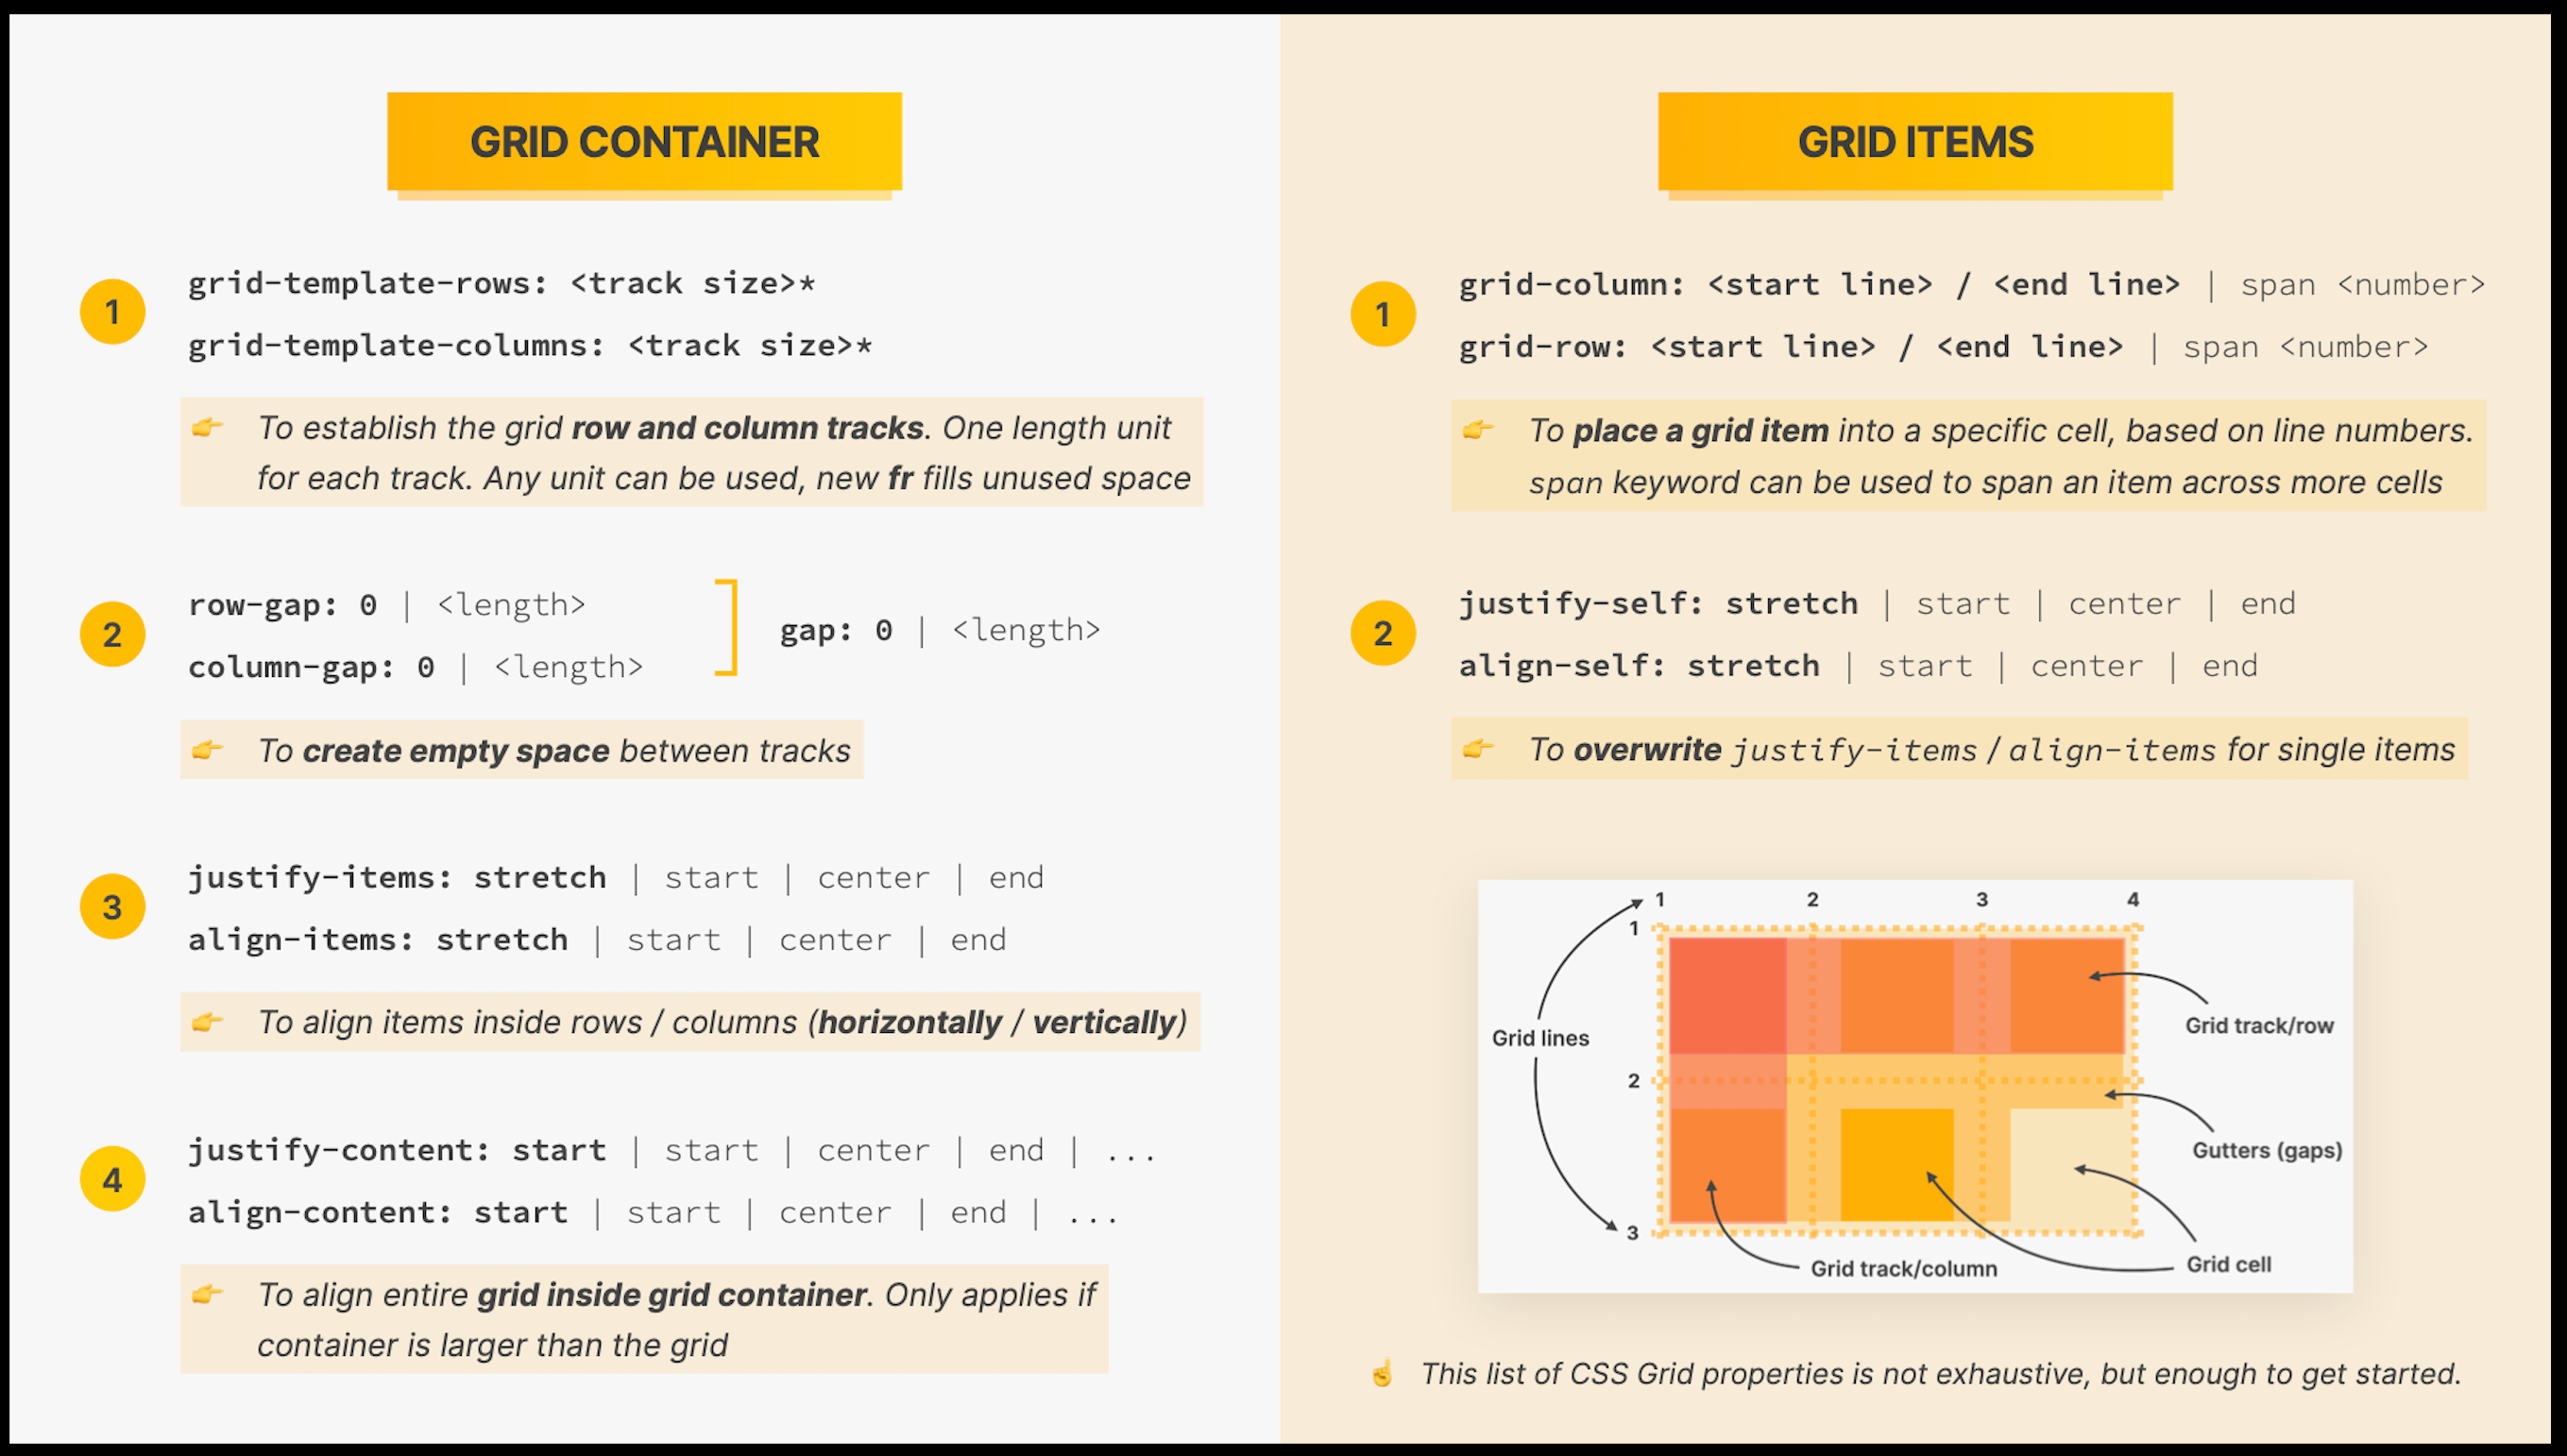 GRID CONTAINER
1
grid-template-rows: <track size>*
grid-template-columns: <track size>*
👉 To establish the grid row and column tracks. One length unit
for each track. Any unit can be used, new fr fills unused space
2
row-gap: 0 | <length>
column-gap: 0 | <length>
gap: 0 | <length>
👉 To create empty space between tracks
3
justify-items: stretch | start | center | end
align-items: stretch | start | center | end
👉 To align items inside rows / columns (horizontally / vertically)
4
justify-content: start | start | center | end | ...
align-content: start | start | center | end | ...
👉 To align entire grid inside grid container. Only applies if
container is larger than the grid
GRID ITEMS
1
grid-column: <start line> / <end line> | span <number>
grid-row: <start line> / <end line> | span <number>
👉 To place a grid item into a specific cell, based on line numbers.
span keyword can be used to span an item across more cells
2
justify-self: stretch | start | center | end
align-self: stretch | start | center | end
👉 To overwrite justify-items / align-items for single items
1 2 3 4
1
Grid track/row
Grid lines
2
Gutters (gaps)
3
Grid cell
Grid track/column
☝ This list of CSS Grid properties is not exhaustive, but enough to get started.